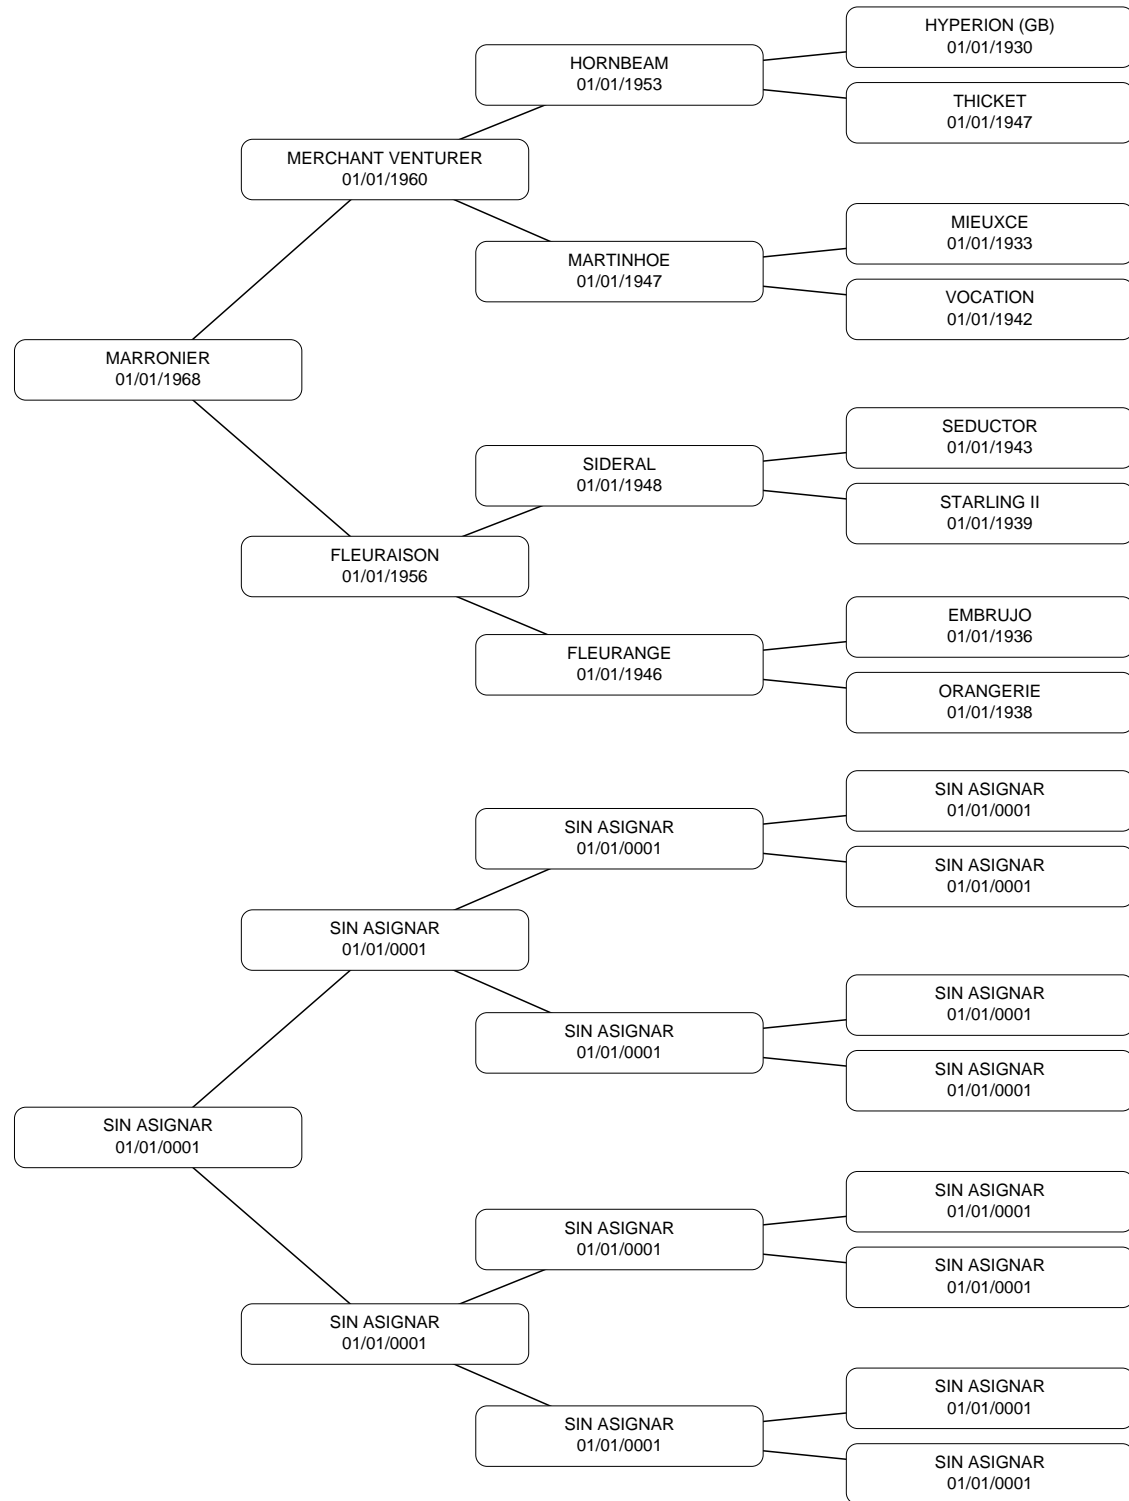 HYPERION (GB)
01/01/1930
HORNBEAM
01/01/1953
THICKET
01/01/1947
MERCHANT VENTURER
01/01/1960
MIEUXCE
01/01/1933
MARTINHOE
01/01/1947
VOCATION
01/01/1942
MARRONIER
01/01/1968
SEDUCTOR
01/01/1943
SIDERAL
01/01/1948
STARLING II
01/01/1939
FLEURAISON
01/01/1956
EMBRUJO
01/01/1936
FLEURANGE
01/01/1946
ORANGERIE
01/01/1938
SIN ASIGNAR
01/01/0001
SIN ASIGNAR
01/01/0001
SIN ASIGNAR
01/01/0001
SIN ASIGNAR
01/01/0001
SIN ASIGNAR
01/01/0001
SIN ASIGNAR
01/01/0001
SIN ASIGNAR
01/01/0001
SIN ASIGNAR
01/01/0001
SIN ASIGNAR
01/01/0001
SIN ASIGNAR
01/01/0001
SIN ASIGNAR
01/01/0001
SIN ASIGNAR
01/01/0001
SIN ASIGNAR
01/01/0001
SIN ASIGNAR
01/01/0001
SIN ASIGNAR
01/01/0001